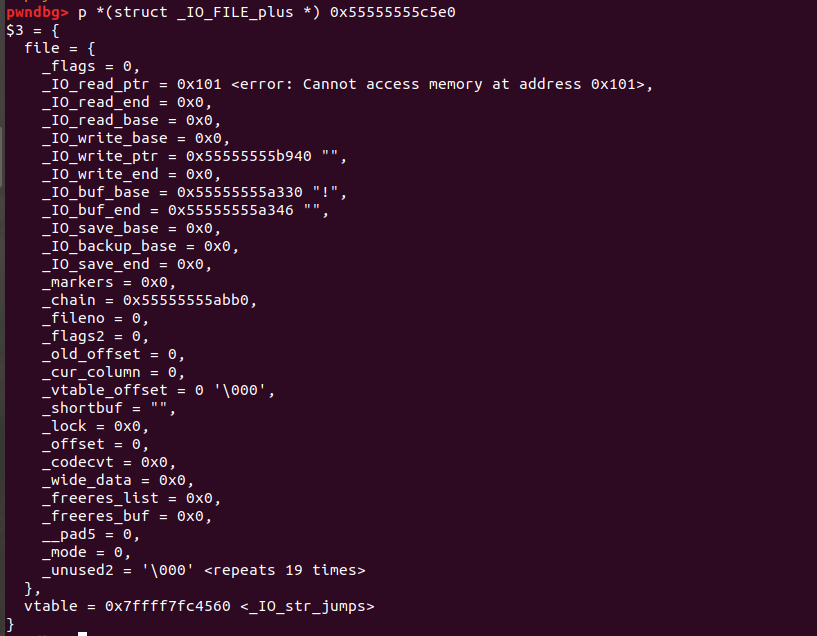 pwndbg> p *(struct _IO_FILE_plus *) 0x55555555c5e0
$3 = {
  file = {
    _flags = 0,
    _IO_read_ptr = 0x101 <error: Cannot access memory at address 0x101>,
    _IO_read_end = 0x0,
    _IO_read_base = 0x0,
    _IO_write_base = 0x0,
    _IO_write_ptr = 0x55555555b940 "",
    _IO_write_end = 0x0,
    _IO_buf_base = 0x55555555a330 "!",
    _IO_buf_end = 0x55555555a346 "",
    _IO_save_base = 0x0,
    _IO_backup_base = 0x0,
    _IO_save_end = 0x0,
    _markers = 0x0,
    _chain = 0x55555555abb0,
    _fileno = 0,
    _flags2 = 0,
    _old_offset = 0,
    _cur_column = 0,
    _vtable_offset = 0 '\000',
    _shortbuf = "",
    _lock = 0x0,
    _offset = 0,
    _codecvt = 0x0,
    _wide_data = 0x0,
    _freeres_list = 0x0,
    _freeres_buf = 0x0,
    __pad5 = 0,
    _mode = 0,
    _unused2 = '\000' <repeats 19 times>
  },
  vtable = 0x7ffff7fc4560 <_IO_str_jumps>
}